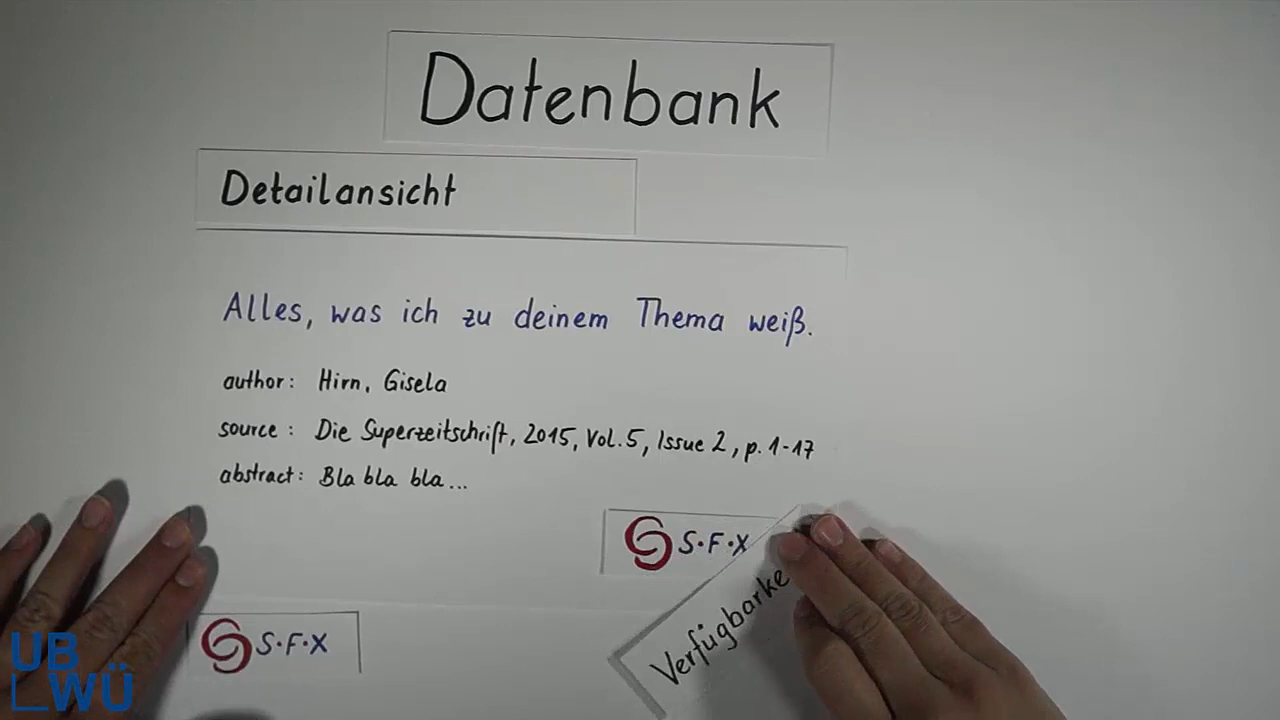 Datenbank
Detailansicht
Alles, was ich zu deinem Thema weiß.
author: Hirn, Gisela
source: Die Superzeitschrift, 2015, Vol. 5, Issue 2, p. 1-17
abstract: Bla bla bla...
S·F·X
Verfügbarke
S·F·X
UB
WÜ